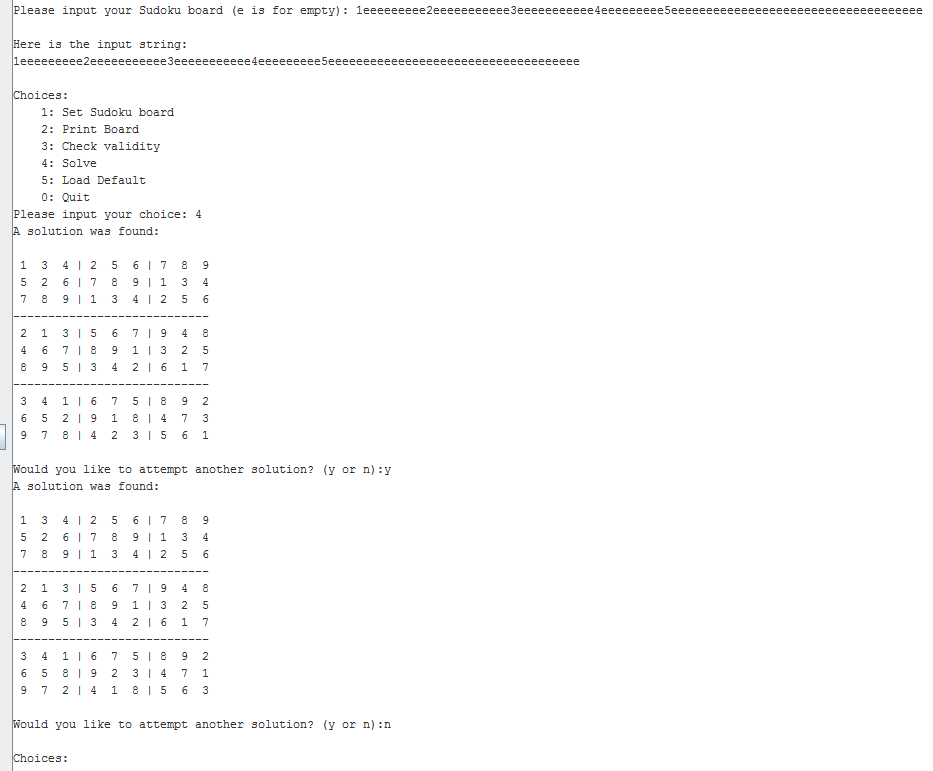 Please input your Sudoku board (e is for empty): 1eeeeeeeee2eeeeeeeeeee3eeeeeeeeeee4eeeeeeeee5eeeeeeeeeeeeeeeeeeeeeeeeeeeeeeeeeeee
Here is the input string:
1eeeeeeeee2eeeeeeeeeee3eeeeeeeeeee4eeeeeeeee5eeeeeeeeeeeeeeeeeeeeeeeeeeeeeeeeeeee
Choices:
1: Set Sudoku board
2: Print Board
3: Check validity
4: Solve
5: Load Default
0: Quit
Please input your choice: 4
A solution was found:
1 3 4 | 2 5 6 | 7 8 9
5 2 6 | 7 8 9 | 1 3 4
7 8 9 | 1 3 4 | 2 5 6
----------------------------
2 1 3 | 5 6 7 | 9 4 8
4 6 7 | 8 9 1 | 3 2 5
8 9 5 | 3 4 2 | 6 1 7
----------------------------
3 4 1 | 6 7 5 | 8 9 2
6 5 2 | 9 1 8 | 4 7 3
9 7 8 | 4 2 3 | 5 6 1
Would you like to attempt another solution? (y or n):y
A solution was found:
1 3 4 | 2 5 6 | 7 8 9
5 2 6 | 7 8 9 | 1 3 4
7 8 9 | 1 3 4 | 2 5 6
----------------------------
2 1 3 | 5 6 7 | 9 4 8
4 6 7 | 8 9 1 | 3 2 5
8 9 5 | 3 4 2 | 6 1 7
----------------------------
3 4 1 | 6 7 5 | 8 9 2
6 5 8 | 9 2 3 | 4 7 1
9 7 2 | 4 1 8 | 5 6 3
Would you like to attempt another solution? (y or n):n
Choices: